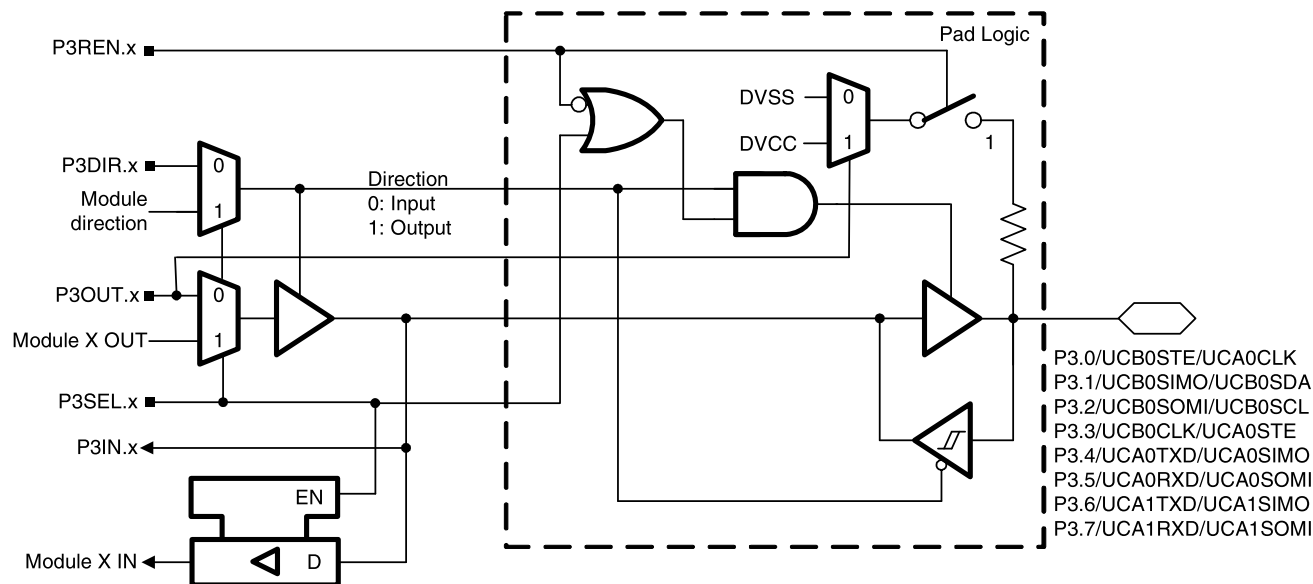 Pad Logic
P3REN.x
DVSS
0
DVCC
1
1
P3DIR.x
0
Module
direction
1
Direction
0: Input
1: Output
P3OUT.x
0
Module X OUT
1
P3SEL.x
P3IN.x
EN
Module X IN
D
P3.0/UCB0STE/UCA0CLK
P3.1/UCB0SIMO/UCB0SDA
P3.2/UCB0SOMI/UCB0SCL
P3.3/UCB0CLK/UCA0STE
P3.4/UCA0TXD/UCA0SIMO
P3.5/UCA0RXD/UCA0SOMI
P3.6/UCA1TXD/UCA1SIMO
P3.7/UCA1RXD/UCA1SOMI